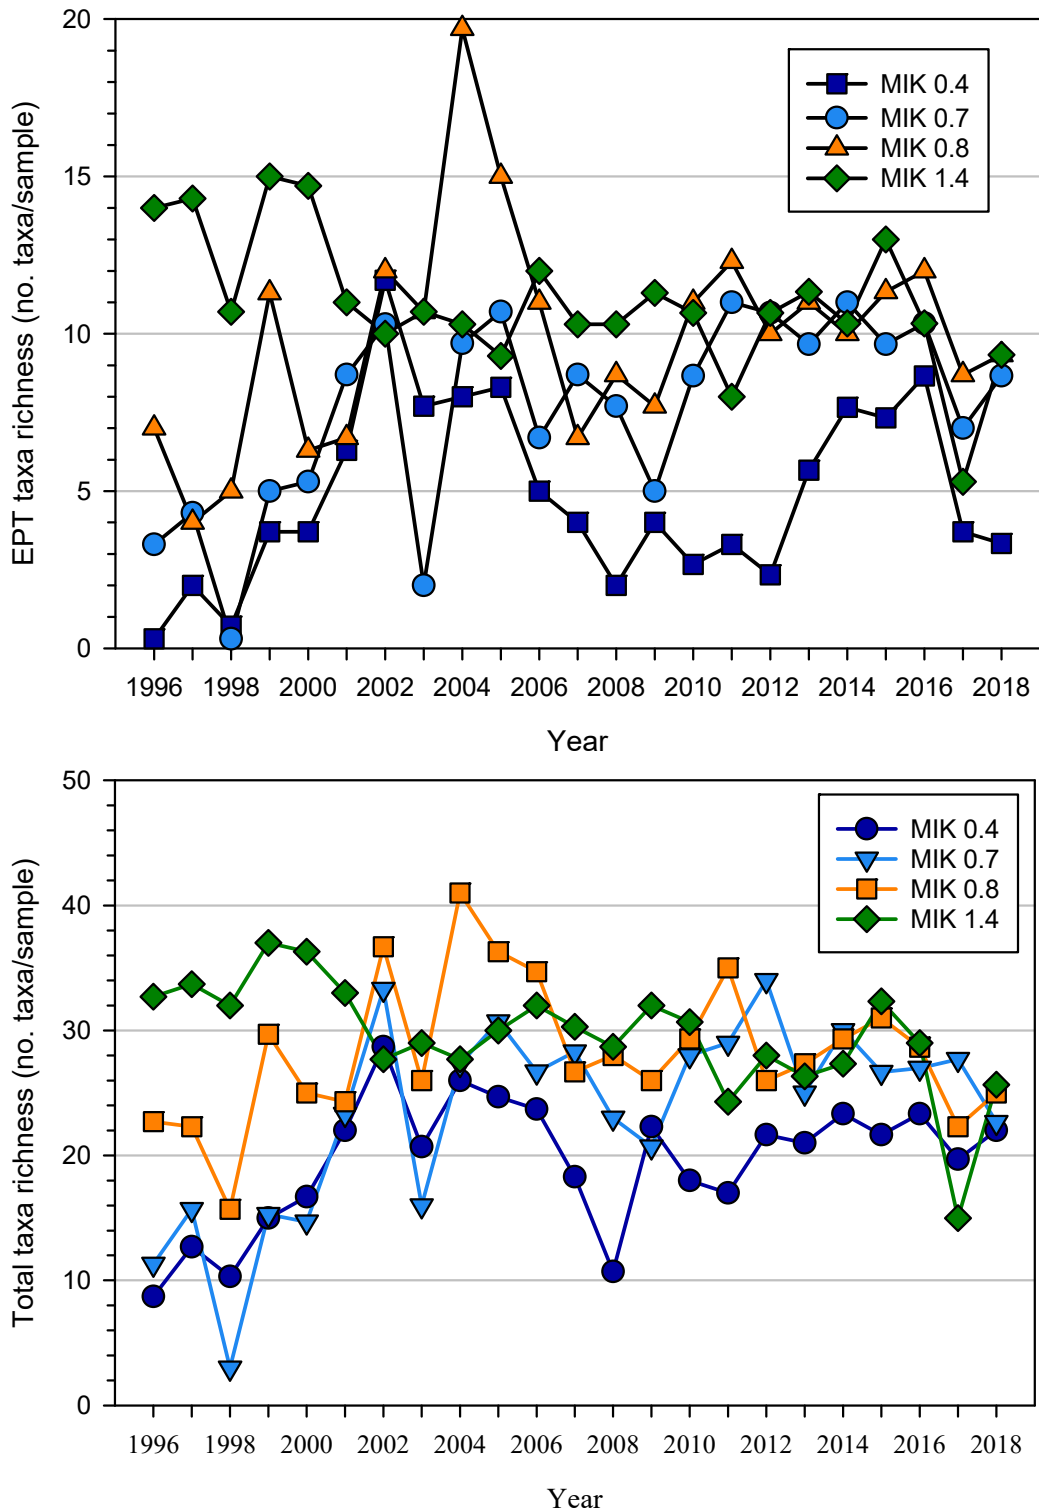 EPT taxa richness (no. taxa/sample)
20
15
10
5
0
MIK 0.4
MIK 0.7
MIK 0.8
MIK 1.4
1996 1998 2000 2002 2004 2006 2008 2010 2012 2014 2016 2018
Year
Total taxa richness (no. taxa/sample)
50
40
30
20
10
0
MIK 0.4
MIK 0.7
MIK 0.8
MIK 1.4
1996 1998 2000 2002 2004 2006 2008 2010 2012 2014 2016 2018
Year